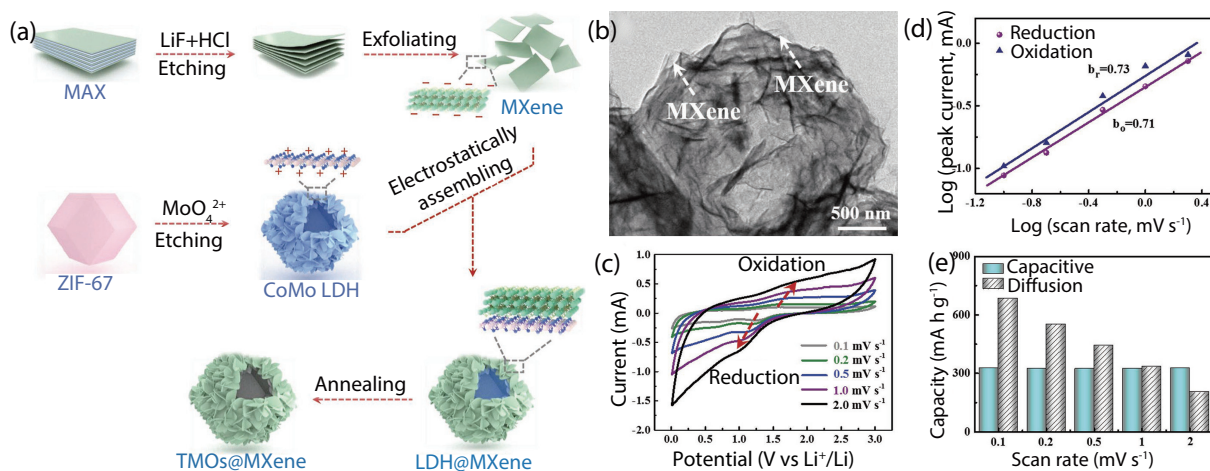 (a)
LiF+HCl
Etching
Exfoliating
MAX
MXene
− − − −
− − −
+ + + + +
+ +
Electrostatically
assembling
MoO₄²⁺
Etching
ZIF-67
CoMo LDH
Annealing
TMOs@MXene
LDH@MXene
(b)
MXene
MXene
500 nm
(c)
Current (mA)
1.0
0.5
0.0
-0.5
-1.0
-1.5
-2.0
Oxidation
Reduction
0.1 mV s⁻¹
0.2 mV s⁻¹
0.5 mV s⁻¹
1.0 mV s⁻¹
2.0 mV s⁻¹
0.0 0.5 1.0 1.5 2.0 2.5 3.0
Potential (V vs Li⁺/Li)
(d)
Log (peak current, mA)
0.0
-0.5
-1.0
Reduction
Oxidation
bᵣ=0.73
bₒ=0.71
-1.2 -0.8 -0.4 0.0 0.4
Log (scan rate, mV s⁻¹)
(e)
Capacity (mA h g⁻¹)
900
600
300
0
Capacitive
Diffusion
0.1 0.2 0.5 1 2
Scan rate (mV s⁻¹)